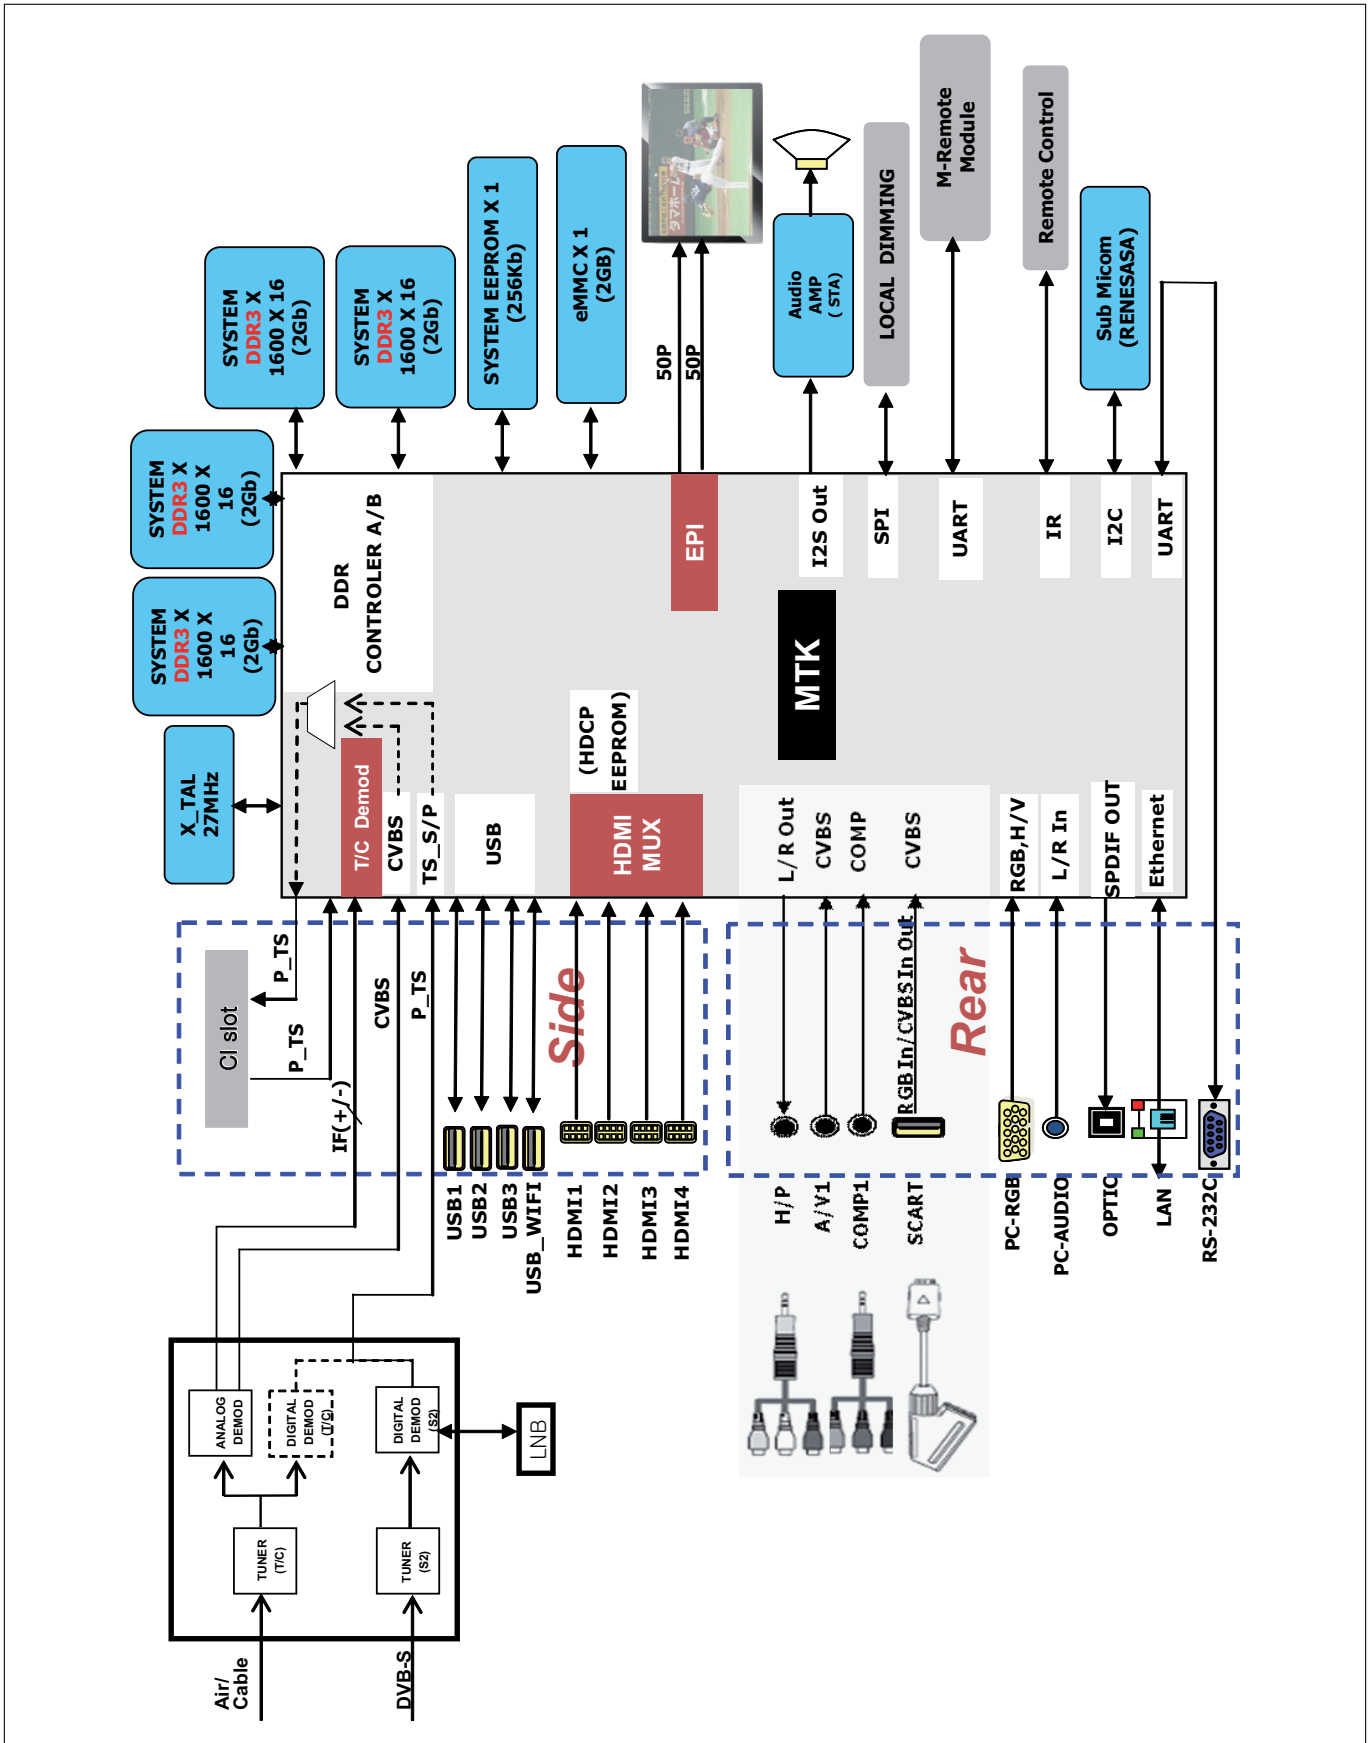 Air/
Cable
DVB-S
TUNER
(T/C)
TUNER
(S2)
ANALOG
DEMOD
DIGITAL
DEMOD
(T/C)
DIGITAL
DEMOD
(S2)
LNB
Side
CI slot
P_TS
P_TS
IF(+/-)
CVBS
P_TS
USB1
USB2
USB3
USB_WIFI
HDMI1
HDMI2
HDMI3
HDMI4
Rear
H/P
A/V1
COMP1
SCART
RGB In/CVBS In Out
PC-RGB
PC-AUDIO
OPTIC
LAN
RS-232C
X_TAL
27MHz
SYSTEM
DDR3 X
1600 X
16
(2Gb)
SYSTEM
DDR3 X
1600 X
16
(2Gb)
SYSTEM
DDR3 X
1600 X 16
(2Gb)
SYSTEM
DDR3 X
1600 X 16
(2Gb)
SYSTEM EEPROM X 1
(256Kb)
eMMC X 1
(2GB)
DDR
CONTROLER A/B
T/C Demod
CVBS
TS_S/P
USB
HDMI
MUX
(HDCP
EEPROM)
L/R Out
CVBS
COMP
CVBS
RGB,H/V
L/R In
SPDIF OUT
Ethernet
MTK
EPI
I2S Out
SPI
UART
IR
I2C
UART
50P
50P
タマホーム
Audio
AMP
( STA)
LOCAL DIMMING
M-Remote
Module
Remote Control
Sub Micom
(RENESASA)